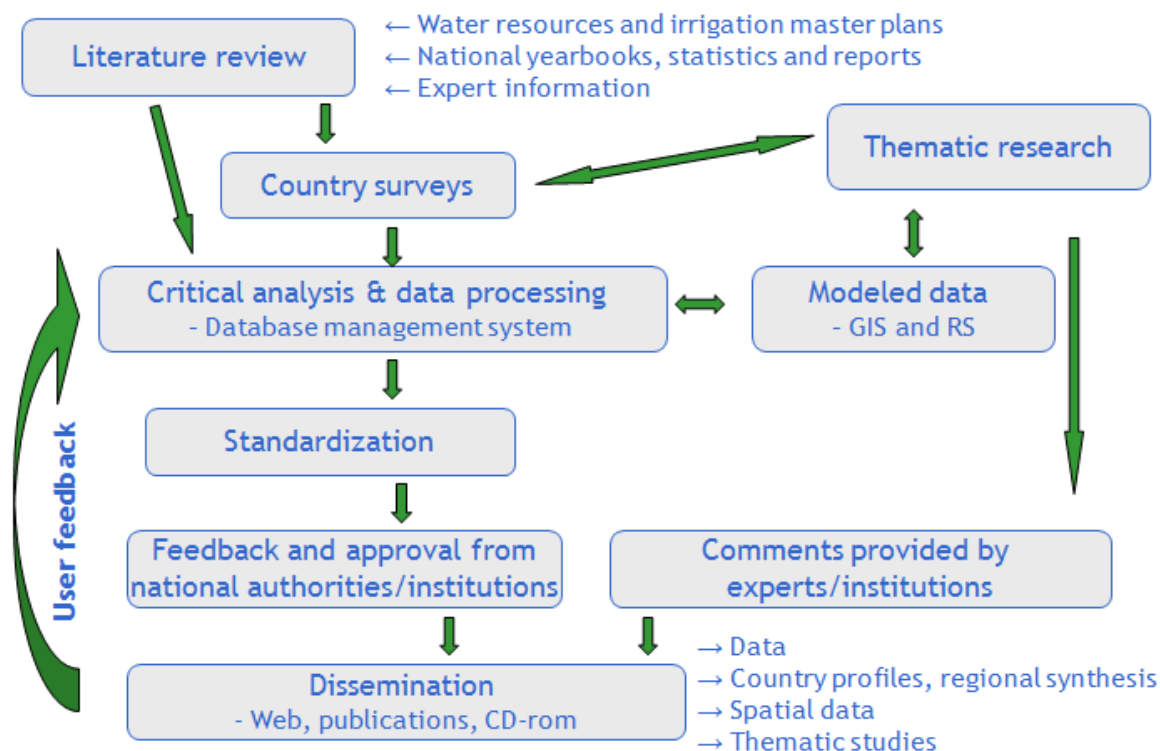 Literature review
← Water resources and irrigation master plans
← National yearbooks, statistics and reports
← Expert information
Thematic research
Country surveys
Critical analysis & data processing
- Database management system
Modeled data
- GIS and RS
Standardization
User feedback
Feedback and approval from
national authorities/institutions
Comments provided by
experts/institutions
Dissemination
- Web, publications, CD-rom
→ Data
→ Country profiles, regional synthesis
→ Spatial data
→ Thematic studies